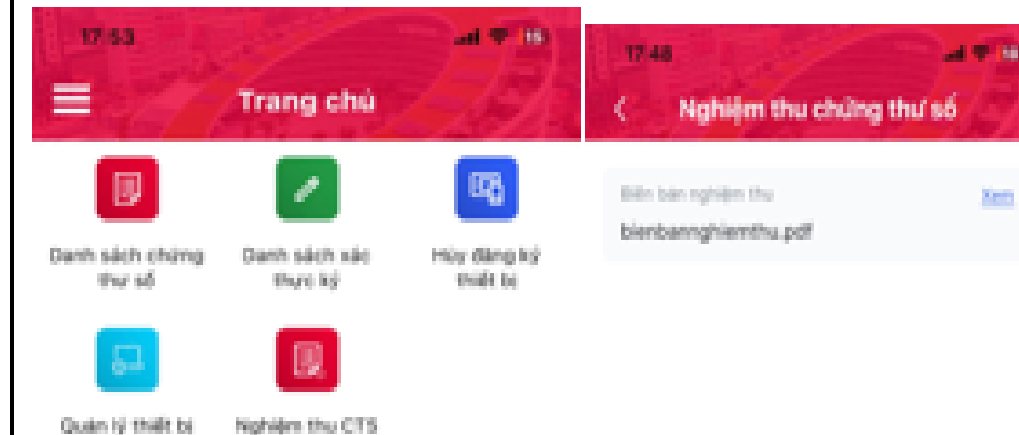 17:53
Trang chủ
Danh sách chứng
thư số
Danh sách xác
thực ký
Hủy đăng ký
thiết bị
Quản lý thiết bị
Nghiệm thu CTS
17:48
Nghiệm thu chứng thư số
Biên bản nghiệm thu
Xem
bienbannghiemthu.pdf